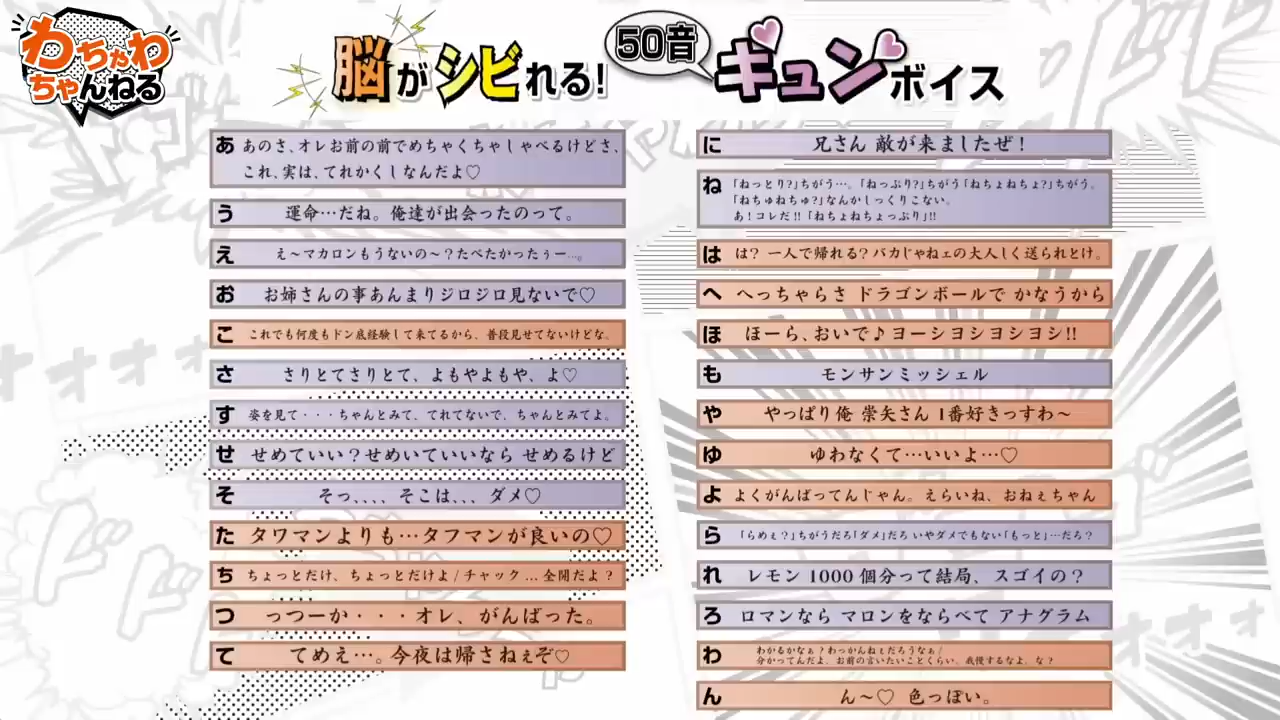 わちゃわ
ちゃんねる
脳がシビれる!
50音
キュンボイス
あ あのさ、オレお前の前でめちゃくちゃしゃべるけどさ、
これ、実は、てれかくしなんだよ♡
う 運命…だね。俺達が出会ったのって。
え え〜マカロンもうないの〜?たべたかったぅー…。
お お姉さんの事あんまりジロジロ見ないで♡
こ これでも何度もドン底経験して来てるから、普段見せてないけどな。
さ さりとてさりとて、よもやよもや、よ♡
す 姿を見て・・・ちゃんとみて、てれてないで、ちゃんとみてよ。
せ せめていい?せめいていいなら せめるけど
そ そっ、、、、そこは、、、ダメ♡
た タワマンよりも…タフマンが良いの♡
ち ちょっとだけ、ちょっとだけよ / チャック … 全開だよ ?
つ っつーか・・・オレ、がんばった。
て てめえ…。今夜は帰さねぇぞ♡
に 兄さん 敵が来ましたぜ!
ね 「ねっとり?」ちがう…。「ねっぷり?」ちがう「ねちょねちょ?」ちがう。
「ねちゅねちゅ?」なんかしっくりこない。
あ!コレだ!!「ねちょねちょっぷり」!!
は は? 一人で帰れる? バカじゃねェの大人しく送られとけ。
へ へっちゃらさ ドラゴンボールで かなうから
ほ ほーら、おいで♪ヨーシヨシヨシヨシ!!
も モンサンミッシェル
や やっぱり俺 崇矢さん 1番好きっすわ〜
ゆ ゆわなくて…いいよ…♡
よ よくがんばってんじゃん。えらいね、おねぇちゃん
ら 「らめぇ?」ちがうだろ「ダメ」だろ いやダメでもない「もっと」…だろ?
れ レモン 1000 個分って結局、スゴイの?
ろ ロマンなら マロンをならべて アナグラム
わ わかるかなぁ?わっかんねぇだろうなぁ/
分かってんだよ、お前の言いたいことくらい。我慢するなよ、な?
ん ん〜♡ 色っぽい。